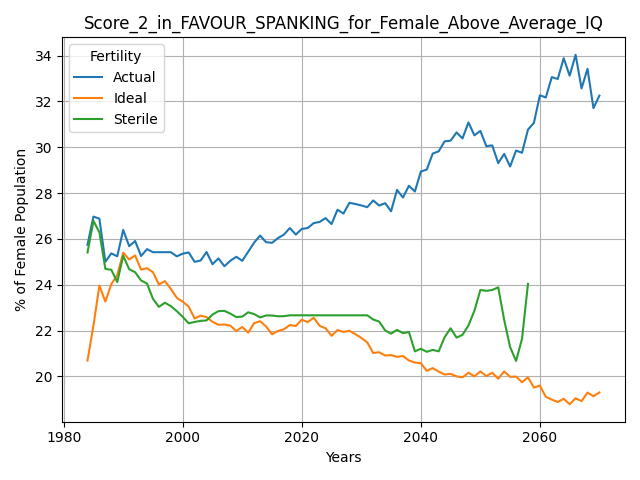 Score_2_in_FAVOUR_SPANKING_for_Female_Above_Average_IQ
Fertility
Actual
Ideal
Sterile
% of Female Population
34
32
30
28
26
24
22
20
1980
2000
2020
2040
2060
Years